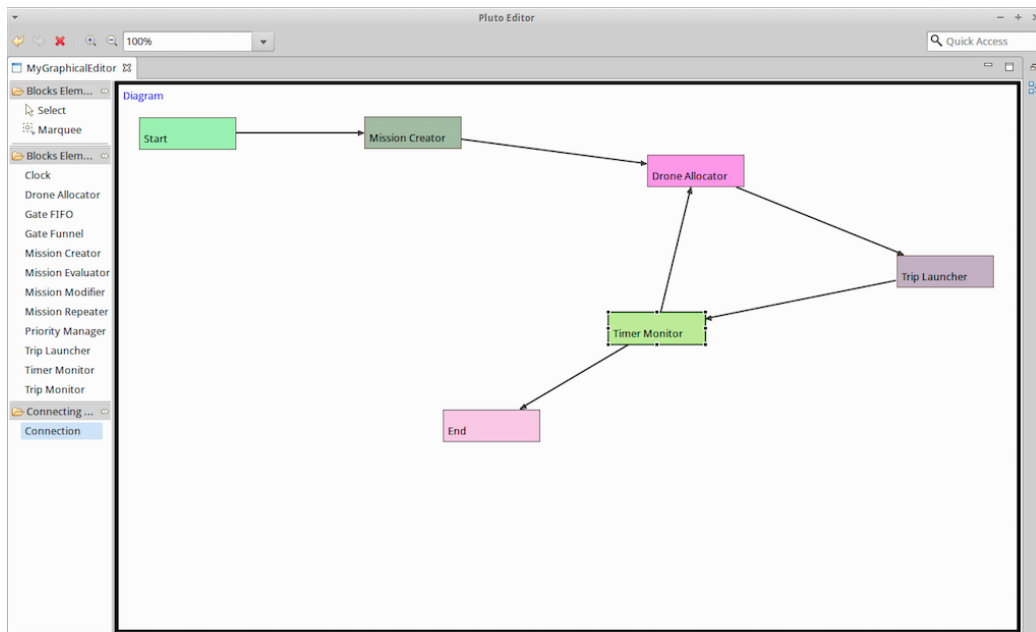 Pluto Editor
100%
Quick Access
MyGraphicalEditor
Blocks Elem...
Select
Marquee
Blocks Elem...
Clock
Drone Allocator
Gate FIFO
Gate Funnel
Mission Creator
Mission Evaluator
Mission Modifier
Mission Repeater
Priority Manager
Trip Launcher
Timer Monitor
Trip Monitor
Connecting ...
Connection
Diagram
Start
Mission Creator
Drone Allocator
Trip Launcher
Timer Monitor
End